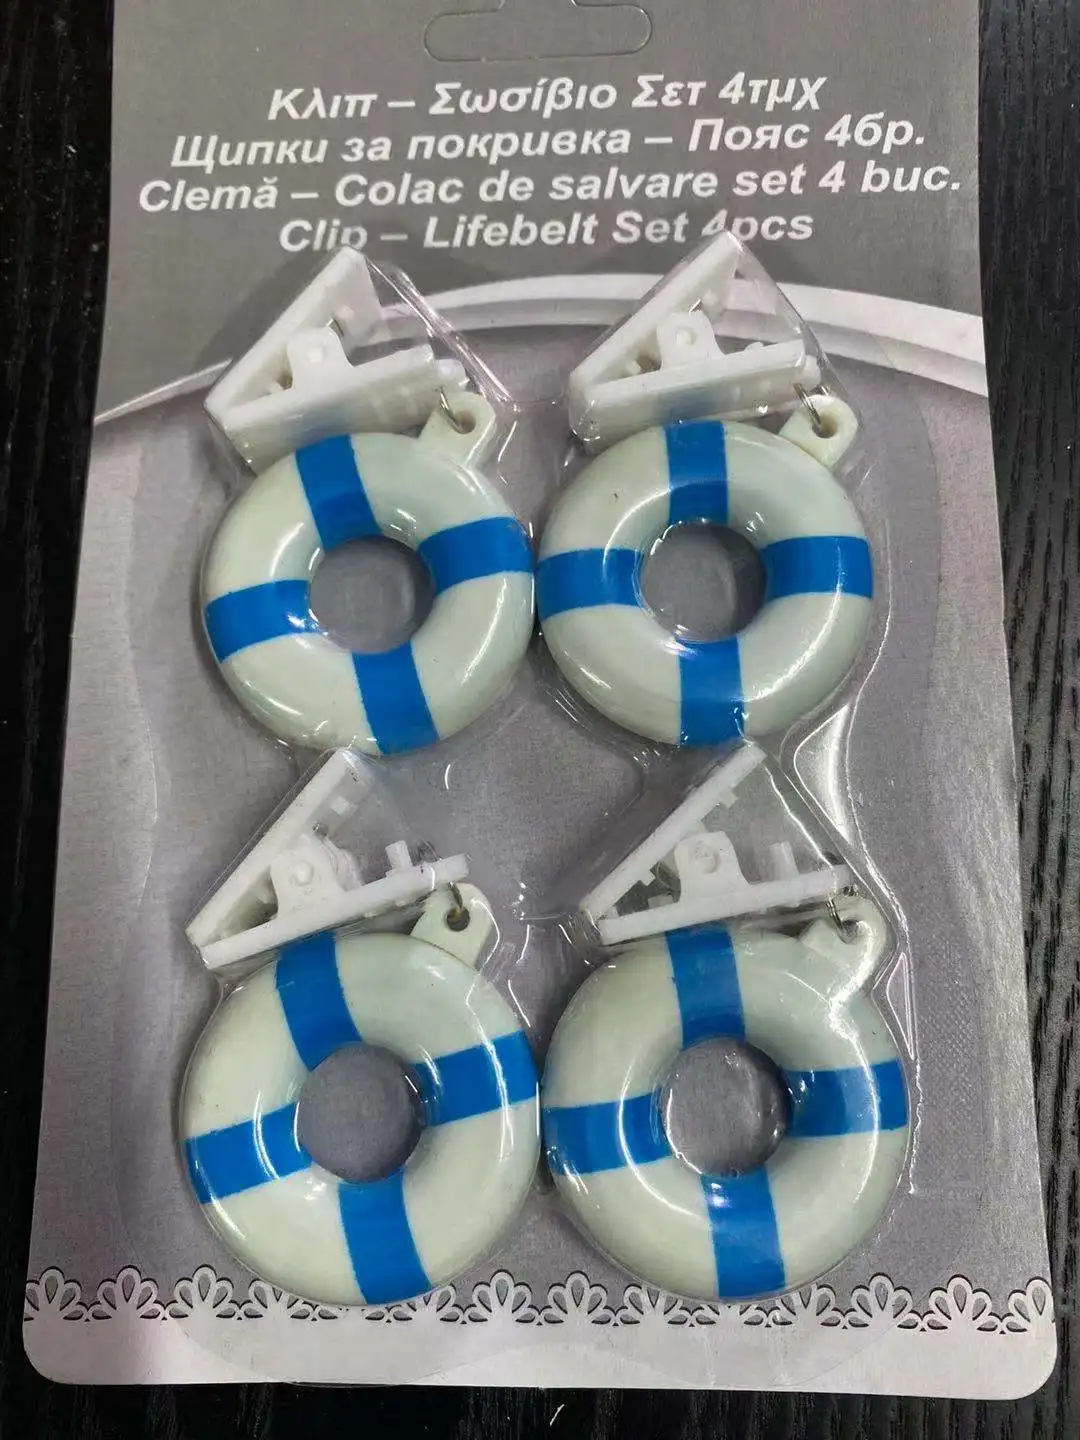 Κλιπ – Σωσίβιο Σετ 4τμχ
Щипки за покривка – Пояс 4бр.
Clemă – Colac de salvare set 4 buc.
Clip – Lifebelt Set 4pcs